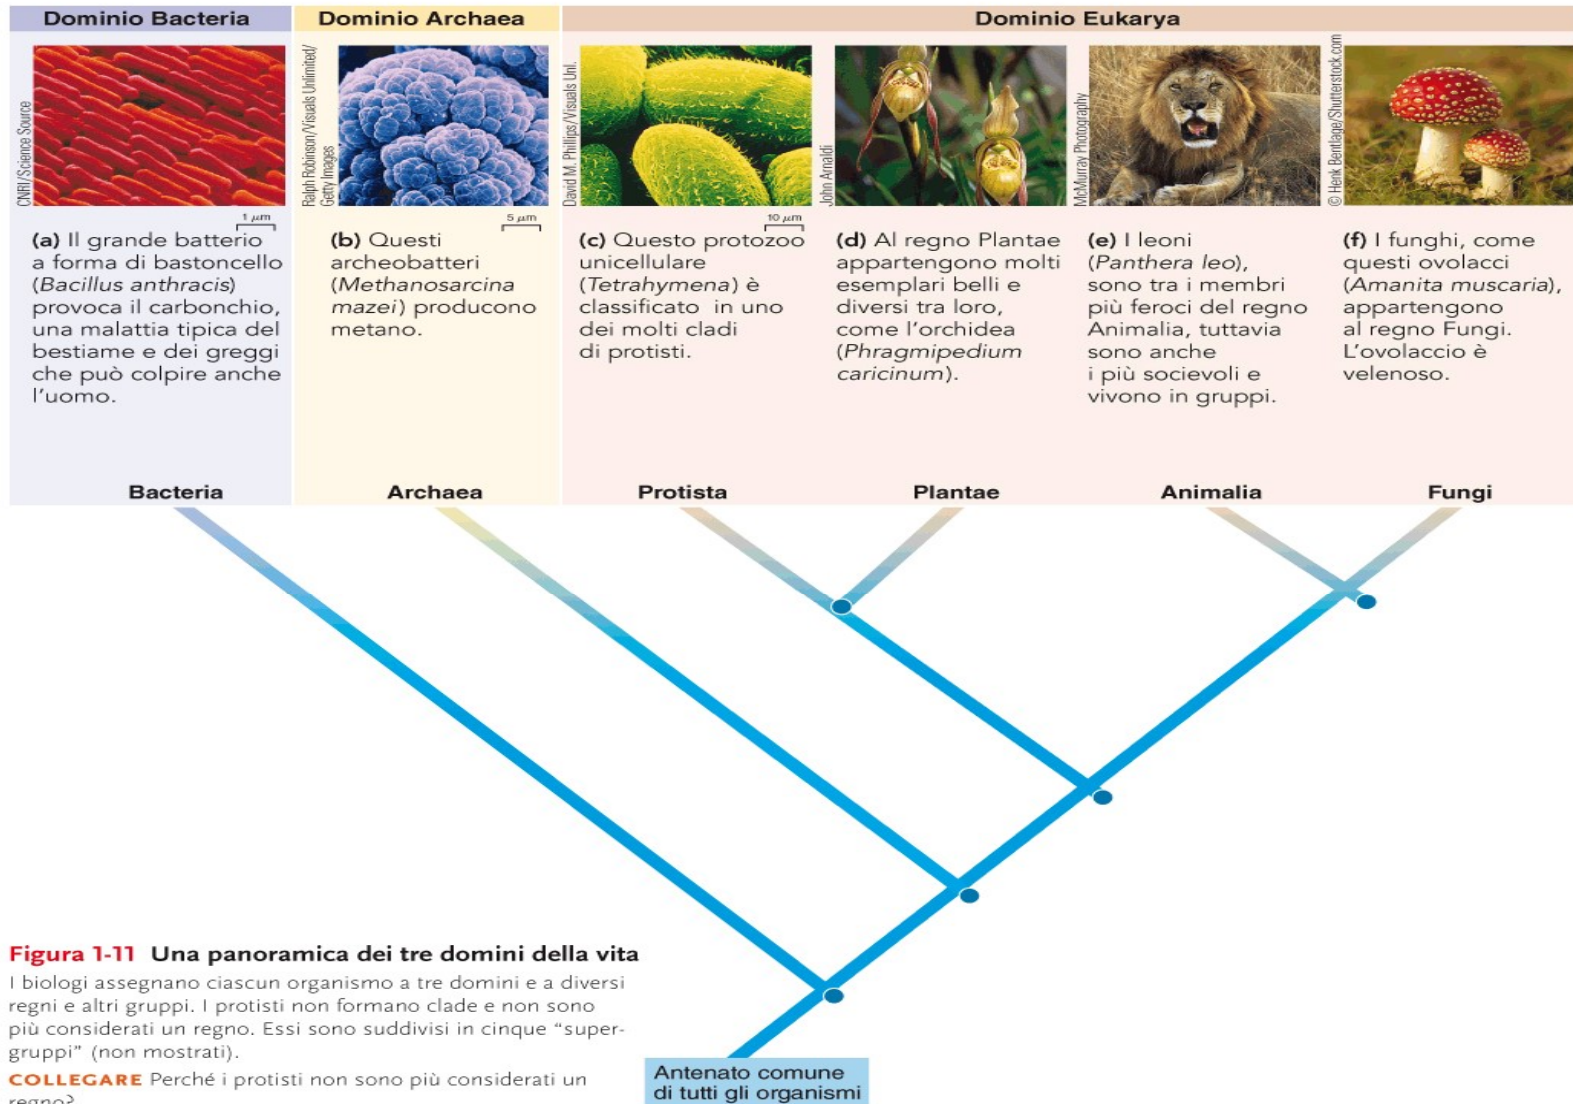 Dominio Bacteria
Dominio Archaea
Dominio Eukarya
CNRI/Science Source
Ralph Robinson/Visuals Unlimited/
Getty Images
David M. Phillips/Visuals Unl.
John Arnaldi
McMurray Photography
© Henk Bentlage/Shutterstock.com
1 μm
5 μm
10 μm
(a) Il grande batterio
a forma di bastoncello
(Bacillus anthracis)
provoca il carbonchio,
una malattia tipica del
bestiame e dei greggi
che può colpire anche
l'uomo.
(b) Questi
archeobatteri
(Methanosarcina
mazei) producono
metano.
(c) Questo protozoo
unicellulare
(Tetrahymena) è
classificato in uno
dei molti cladi
di protisti.
(d) Al regno Plantae
appartengono molti
esemplari belli e
diversi tra loro,
come l'orchidea
(Phragmipedium
caricinum).
(e) I leoni
(Panthera leo),
sono tra i membri
più feroci del regno
Animalia, tuttavia
sono anche
i più socievoli e
vivono in gruppi.
(f) I funghi, come
questi ovolacci
(Amanita muscaria),
appartengono
al regno Fungi.
L'ovolaccio è
velenoso.
Bacteria
Archaea
Protista
Plantae
Animalia
Fungi
Figura 1-11 Una panoramica dei tre domini della vita
I biologi assegnano ciascun organismo a tre domini e a diversi
regni e altri gruppi. I protisti non formano clade e non sono
più considerati un regno. Essi sono suddivisi in cinque "super-
gruppi" (non mostrati).
COLLEGARE Perché i protisti non sono più considerati un
regno?
Antenato comune
di tutti gli organismi